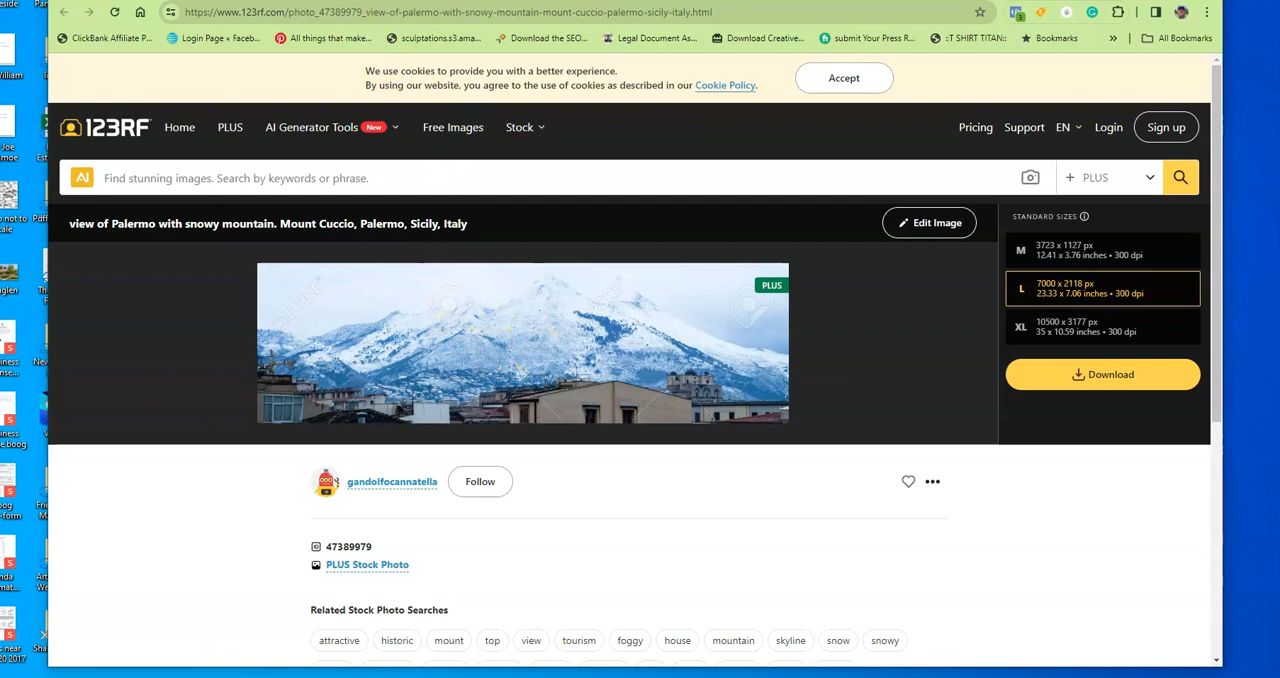 https://www.123rf.com/photo_47389979_view-of-palermo-with-snowy-mountain-mount-cuccio-palermo-sicily-italy.html
3
ClickBank Affiliate P...
Login Page « Faceb...
All things that make...
sculptations.s3.ama...
Download the SEO...
Legal Document As...
Download Creative...
submit Your Press R...
::T SHIRT TITAN::
Bookmarks
»
All Bookmarks
We use cookies to provide you with a better experience.
By using our website, you agree to the use of cookies as described in our Cookie Policy.
Accept
123RF
Home
PLUS
AI Generator Tools New
Free Images
Stock
Pricing
Support
EN
Login
Sign up
AI
Find stunning images. Search by keywords or phrase.
+ PLUS
view of Palermo with snowy mountain. Mount Cuccio, Palermo, Sicily, Italy
Edit Image
STANDARD SIZES
M
3723 x 1127 px
12.41 x 3.76 inches • 300 dpi
PLUS
L
7000 x 2118 px
23.33 x 7.06 inches • 300 dpi
XL
10500 x 3177 px
35 x 10.59 inches • 300 dpi
Download
gandolfocannatella
Follow
47389979
PLUS Stock Photo
Related Stock Photo Searches
attractive
historic
mount
top
view
tourism
foggy
house
mountain
skyline
snow
snowy